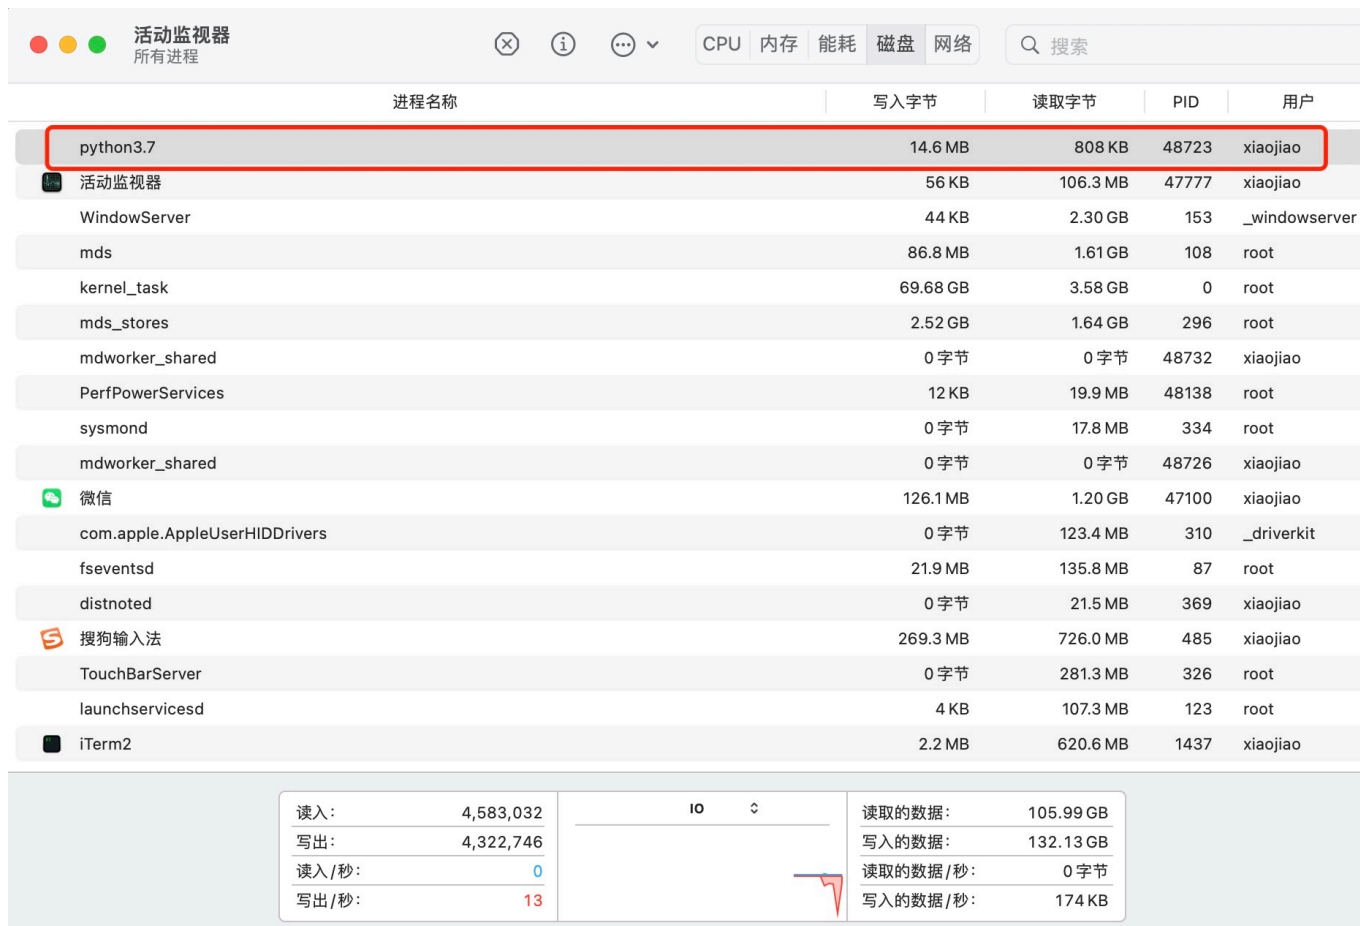 活动监视器
所有进程
CPU 内存 能耗 磁盘 网络 搜索
进程名称 写入字节 读取字节 PID 用户
python3.7 14.6 MB 808 KB 48723 xiaojiao
活动监视器 56 KB 106.3 MB 47777 xiaojiao
WindowServer 44 KB 2.30 GB 153 _windowserver
mds 86.8 MB 1.61 GB 108 root
kernel_task 69.68 GB 3.58 GB 0 root
mds_stores 2.52 GB 1.64 GB 296 root
mdworker_shared 0 字节 0 字节 48732 xiaojiao
PerfPowerServices 12 KB 19.9 MB 48138 root
sysmond 0 字节 17.8 MB 334 root
mdworker_shared 0 字节 0 字节 48726 xiaojiao
微信 126.1 MB 1.20 GB 47100 xiaojiao
com.apple.AppleUserHIDDrivers 0 字节 123.4 MB 310 _driverkit
fseventsd 21.9 MB 135.8 MB 87 root
distnoted 0 字节 21.5 MB 369 xiaojiao
搜狗输入法 269.3 MB 726.0 MB 485 xiaojiao
TouchBarServer 0 字节 281.3 MB 326 root
launchservicesd 4 KB 107.3 MB 123 root
iTerm2 2.2 MB 620.6 MB 1437 xiaojiao
读入: 4,583,032 IO 读取的数据: 105.99 GB
写出: 4,322,746 写入的数据: 132.13 GB
读入/秒: 0 读取的数据/秒: 0 字节
写出/秒: 13 写入的数据/秒: 174 KB